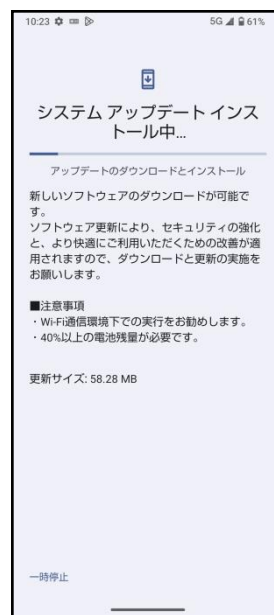 10:23 5G 61%
システム アップデート インス
トール中...
アップデートのダウンロードとインストール
新しいソフトウェアのダウンロードが可能で
す。
ソフトウェア更新により、セキュリティの強化
と、より快適にご利用いただくための改善が適
用されますので、ダウンロードと更新の実施を
お願いします。
■注意事項
・Wi-Fi通信環境下での実行をお勧めします。
・40%以上の電池残量が必要です。
更新サイズ: 58.28 MB
一時停止